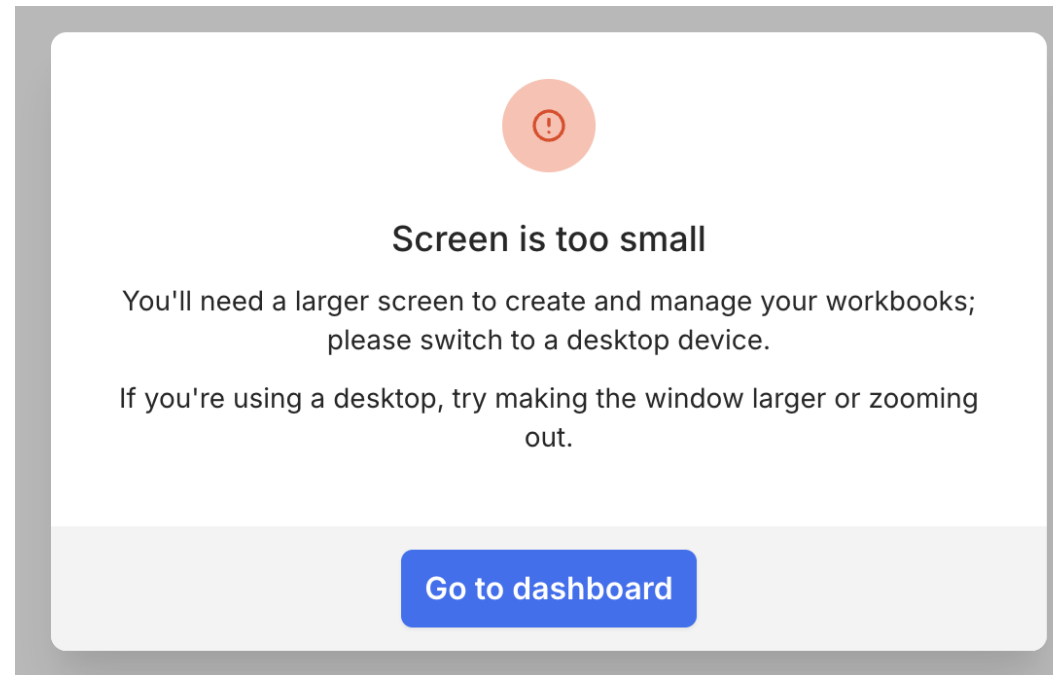 Screen is too small
You'll need a larger screen to create and manage your workbooks;
please switch to a desktop device.
If you're using a desktop, try making the window larger or zooming
out.
Go to dashboard